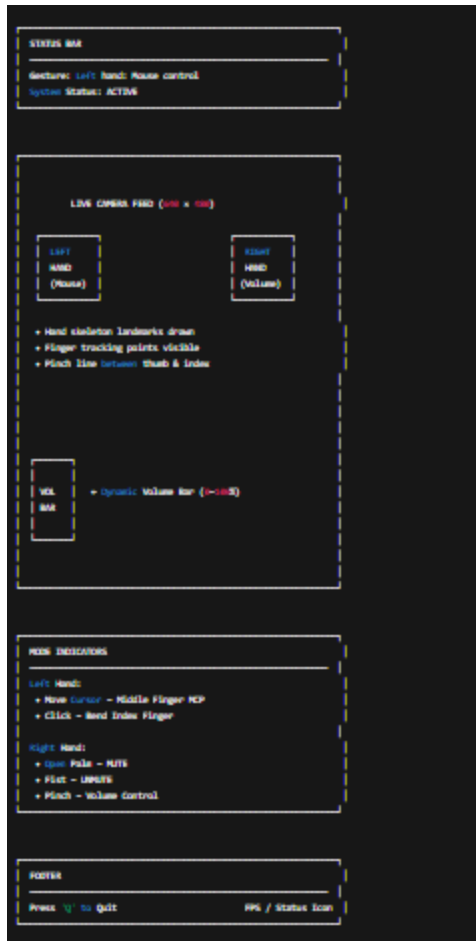 STATUS BAR
Gesture: Left hand: Mouse control
System Status: ACTIVE
LIVE CAMERA FEED (640 × 480)
LEFT RIGHT
HAND HAND
(Mouse) (Volume)
+ Hand skeleton landmarks drawn
+ Finger tracking points visible
+ Pinch line between thumb & index
VOL + Dynamic Volume Bar (0–100%)
BAR
MODE INDICATORS
Left Hand:
+ Move Cursor – Middle Finger MCP
+ Click – Bend Index Finger
Right Hand:
+ Open Palm – MUTE
+ Fist – UNMUTE
+ Pinch – Volume Control
FOOTER
Press 'Q' to Quit FPS / Status Icon